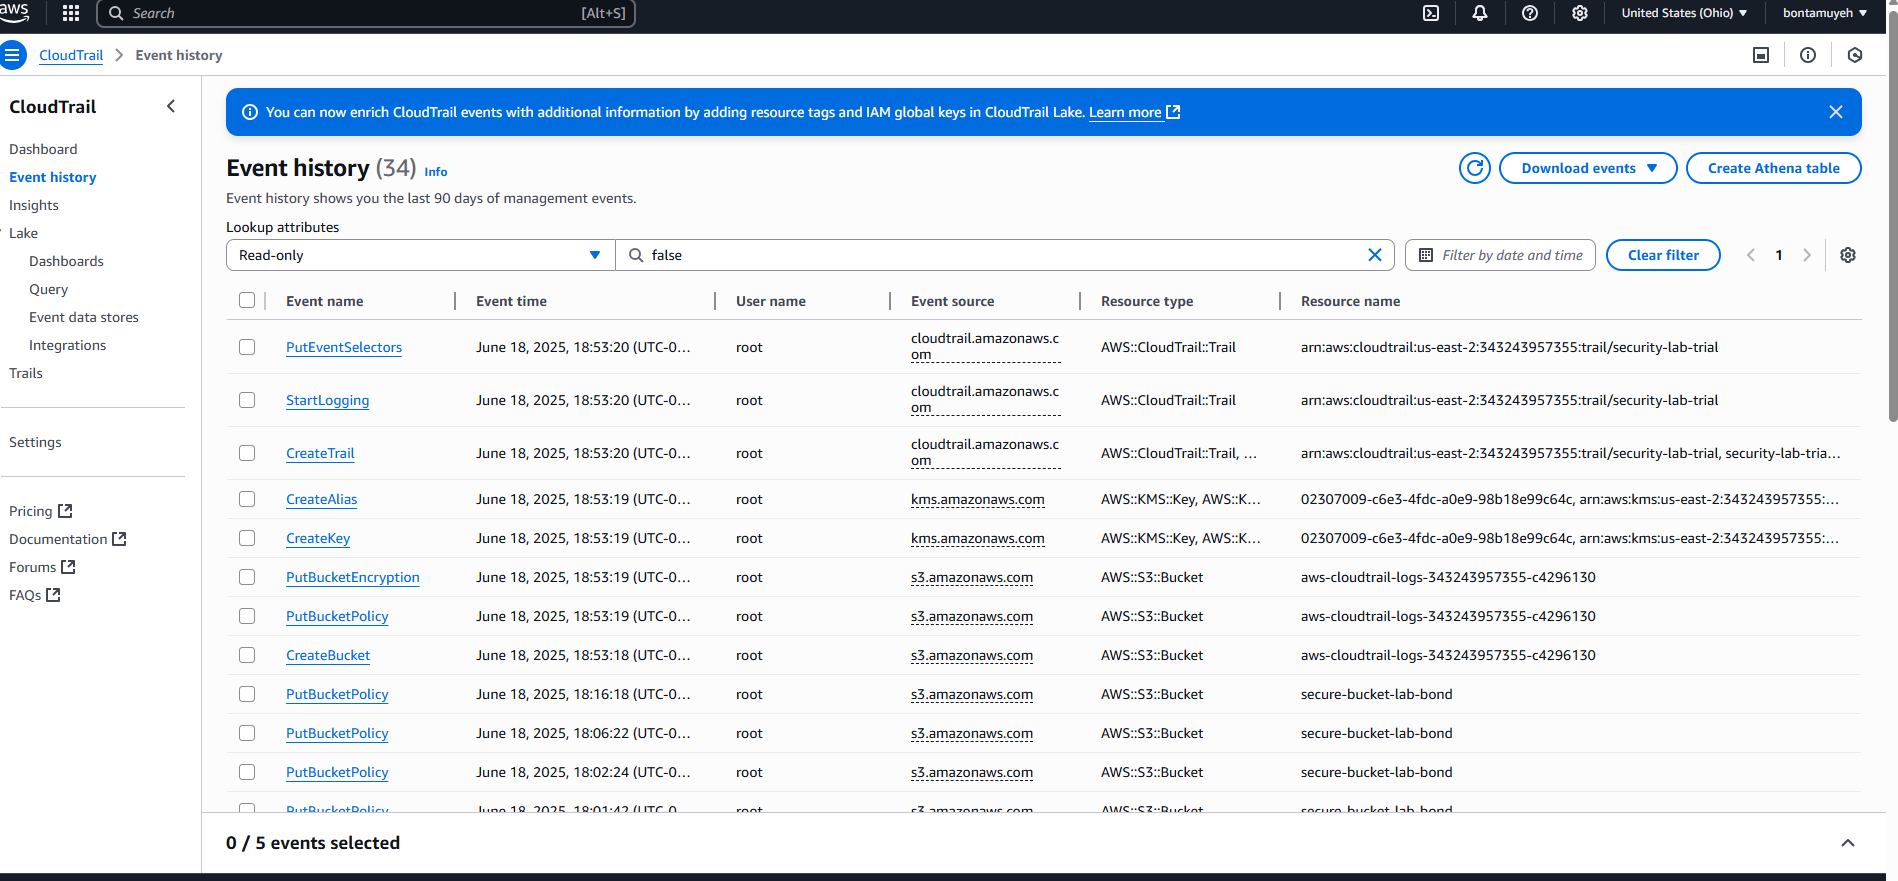 aws
Search
[Alt+S]
United States (Ohio)
bontamuyeh
CloudTrail
Event history
CloudTrail
Dashboard
Event history
Insights
Lake
Dashboards
Query
Event data stores
Integrations
Trails
Settings
Pricing
Documentation
Forums
FAQs
You can now enrich CloudTrail events with additional information by adding resource tags and IAM global keys in CloudTrail Lake. Learn more
Event history (34) Info
Download events
Create Athena table
Event history shows you the last 90 days of management events.
Lookup attributes
Read-only
false
Filter by date and time
Clear filter
1
Event name Event time User name Event source Resource type Resource name
PutEventSelectors June 18, 2025, 18:53:20 (UTC-0… root cloudtrail.amazonaws.c
om AWS::CloudTrail::Trail arn:aws:cloudtrail:us-east-2:343243957355:trail/security-lab-trial
StartLogging June 18, 2025, 18:53:20 (UTC-0… root cloudtrail.amazonaws.c
om AWS::CloudTrail::Trail arn:aws:cloudtrail:us-east-2:343243957355:trail/security-lab-trial
CreateTrail June 18, 2025, 18:53:20 (UTC-0… root cloudtrail.amazonaws.c
om AWS::CloudTrail::Trail, … arn:aws:cloudtrail:us-east-2:343243957355:trail/security-lab-trial, security-lab-tria…
CreateAlias June 18, 2025, 18:53:19 (UTC-0… root kms.amazonaws.com AWS::KMS::Key, AWS::K… 02307009-c6e3-4fdc-a0e9-98b18e99c64c, arn:aws:kms:us-east-2:343243957355:…
CreateKey June 18, 2025, 18:53:19 (UTC-0… root kms.amazonaws.com AWS::KMS::Key, AWS::K… 02307009-c6e3-4fdc-a0e9-98b18e99c64c, arn:aws:kms:us-east-2:343243957355:…
PutBucketEncryption June 18, 2025, 18:53:19 (UTC-0… root s3.amazonaws.com AWS::S3::Bucket aws-cloudtrail-logs-343243957355-c4296130
PutBucketPolicy June 18, 2025, 18:53:19 (UTC-0… root s3.amazonaws.com AWS::S3::Bucket aws-cloudtrail-logs-343243957355-c4296130
CreateBucket June 18, 2025, 18:53:18 (UTC-0… root s3.amazonaws.com AWS::S3::Bucket aws-cloudtrail-logs-343243957355-c4296130
PutBucketPolicy June 18, 2025, 18:16:18 (UTC-0… root s3.amazonaws.com AWS::S3::Bucket secure-bucket-lab-bond
PutBucketPolicy June 18, 2025, 18:06:22 (UTC-0… root s3.amazonaws.com AWS::S3::Bucket secure-bucket-lab-bond
PutBucketPolicy June 18, 2025, 18:02:24 (UTC-0… root s3.amazonaws.com AWS::S3::Bucket secure-bucket-lab-bond
PutBucketPolicy June 18, 2025, 18:01:42 (UTC-0… root s3.amazonaws.com AWS::S3::Bucket secure-bucket-lab-bond
0 / 5 events selected